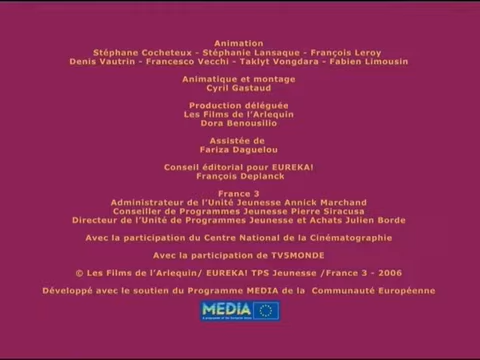 Animation
Stéphane Cocheteux - Stéphanie Lansaque - François Leroy
Denis Vautrin - Francesco Vecchi - Taklyt Vongdara - Fabien Limousin
Animatique et montage
Cyril Gastaud
Production déléguée
Les Films de l'Arlequin
Dora Benousilio
Assistée de
Fariza Daguelou
Conseil éditorial pour EUREKA!
François Deplanck
France 3
Administrateur de l'Unité Jeunesse Annick Marchand
Conseiller de Programmes Jeunesse Pierre Siracusa
Directeur de l'Unité de Programmes Jeunesse et Achats Julien Borde
Avec la participation du Centre National de la Cinématographie
Avec la participation de TV5MONDE
© Les Films de l'Arlequin/ EUREKA! TPS Jeunesse /France 3 - 2006
Développé avec le soutien du Programme MEDIA de la Communauté Européenne
MEDIA